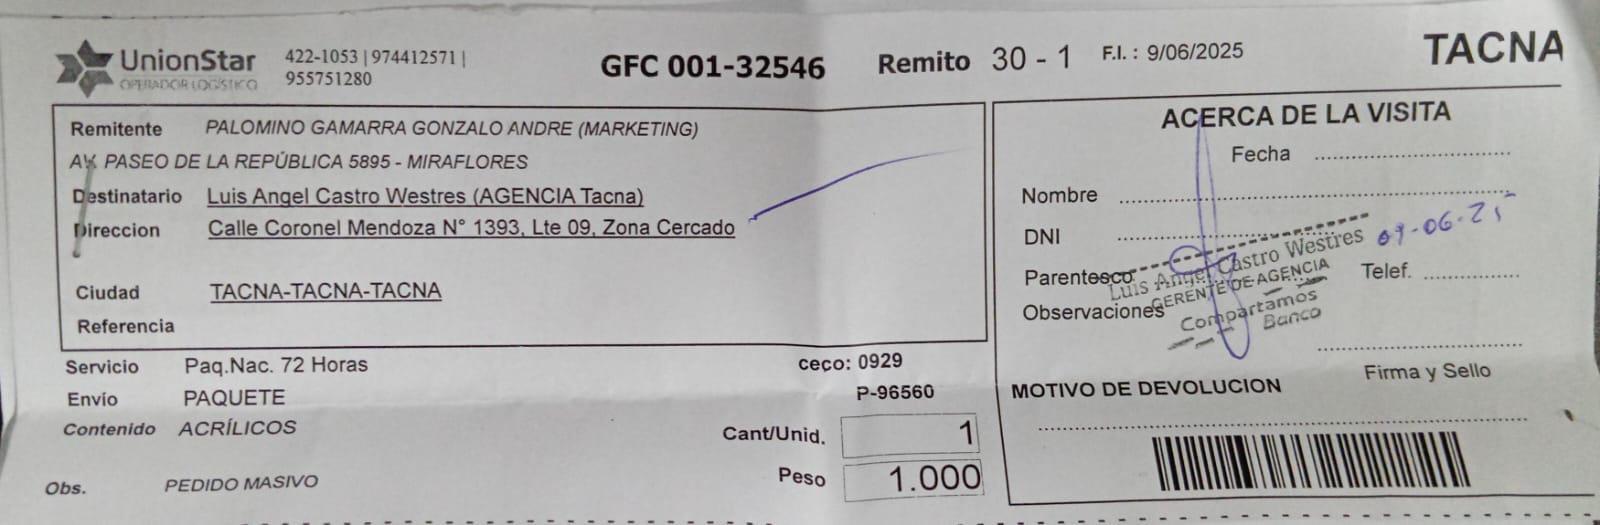 UnionStar
OPERADOR LOGÍSTICO
422-1053 | 974412571 |
955751280
GFC 001-32546
Remito 30 - 1
F.I. : 9/06/2025
TACNA
Remitente PALOMINO GAMARRA GONZALO ANDRE (MARKETING)
AV. PASEO DE LA REPÚBLICA 5895 - MIRAFLORES
Destinatario Luis Angel Castro Westres (AGENCIA Tacna)
Direccion Calle Coronel Mendoza N° 1393, Lte 09, Zona Cercado
Ciudad TACNA-TACNA-TACNA
Referencia
Servicio Paq.Nac. 72 Horas
ceco: 0929
Envío PAQUETE
P-96560
Contenido ACRÍLICOS
Cant/Unid. 1
Peso 1.000
Obs. PEDIDO MASIVO
ACERCA DE LA VISITA
Fecha
Nombre
DNI
09-06-25
Parentesco
Telef.
Observaciones
Luis Angel Castro Westres
GERENTE DE AGENCIA
Compartamos
Banco
Firma y Sello
MOTIVO DE DEVOLUCION